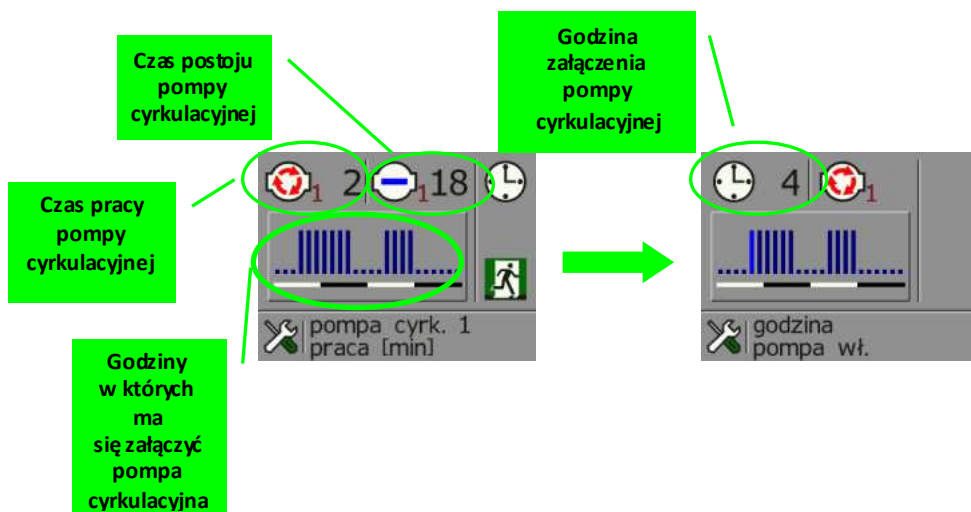 Czas postoju
pompy
cyrkulacyjnej
Godzina
załączenia
pompy
cyrkulacyjnej
Czas pracy
pompy
cyrkulacyjnej
1 2 1 18
4 1
pompa cyrk. 1
praca [min]
godzina
pompa wł.
Godziny
w których
ma
się załączyć
pompa
cyrkulacyjna